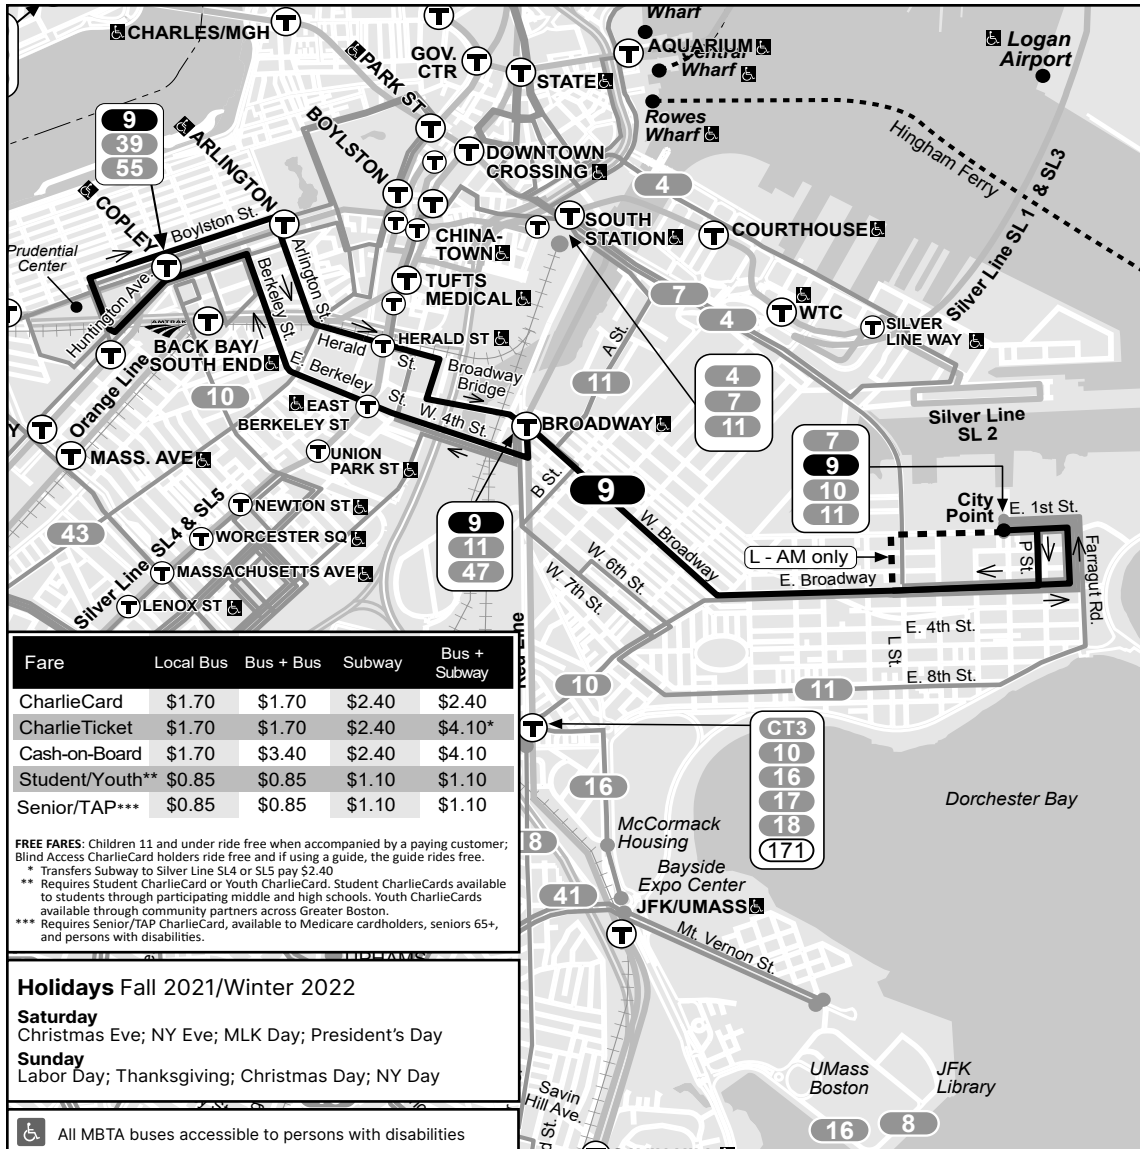 Wharf
CHARLES/MGH
GOV.
CTR
PARK ST
STATE
AQUARIUM
Central
Wharf
Logan
Airport
9
39
55
ARLINGTON
BOYLSTON
DOWNTOWN
CROSSING
Rowes
Wharf
Hingham Ferry
Silver Line SL 1 & SL3
COPLEY
Boylston St.
4
SOUTH
STATION
COURTHOUSE
CHINA-
TOWN
Prudential
Center
Huntington Ave.
Berkeley St.
Arlington St.
TUFTS
MEDICAL
7
4
WTC
SILVER
LINE WAY
AMTRAK
BACK BAY/
SOUTH END
Herald
St.
HERALD ST
Broadway
Bridge
A St.
11
4
7
11
Orange Line
10
E. Berkeley
St.
EAST
BERKELEY ST
W. 4th St.
BROADWAY
Silver Line
SL 2
Y
MASS. AVE
UNION
PARK ST
B St.
9
7
9
10
11
City
Point
E. 1st St.
NEWTON ST
43
Silver Line SL4 & SL5
WORCESTER SQ
MASSACHUSETTS AVE
LENOX ST
9
11
47
W. Broadway
W. 6th St.
W. 7th St.
L - AM only
E. Broadway
P St.
Farragut Rd.
E. 4th St.
L St.
E. 8th St.
Red Line
10
11
Fare Local Bus Bus + Bus Subway Bus + Subway
CharlieCard $1.70 $1.70 $2.40 $2.40
CharlieTicket $1.70 $1.70 $2.40 $4.10*
Cash-on-Board $1.70 $3.40 $2.40 $4.10
Student/Youth** $0.85 $0.85 $1.10 $1.10
Senior/TAP*** $0.85 $0.85 $1.10 $1.10
FREE FARES: Children 11 and under ride free when accompanied by a paying customer;
Blind Access CharlieCard holders ride free and if using a guide, the guide rides free.
* Transfers Subway to Silver Line SL4 or SL5 pay $2.40
** Requires Student CharlieCard or Youth CharlieCard. Student CharlieCards available
to students through participating middle and high schools. Youth CharlieCards
available through community partners across Greater Boston.
*** Requires Senior/TAP CharlieCard, available to Medicare cardholders, seniors 65+,
and persons with disabilities.
CT3
10
16
17
18
171
16
8
McCormack
Housing
Bayside
Expo Center
41
JFK/UMASS
Mt. Vernon St.
Dorchester Bay
Holidays Fall 2021/Winter 2022
Saturday
Christmas Eve; NY Eve; MLK Day; President's Day
Sunday
Labor Day; Thanksgiving; Christmas Day; NY Day
UMass
Boston
JFK
Library
Savin
Hill Ave.
16
8
All MBTA buses accessible to persons with disabilities